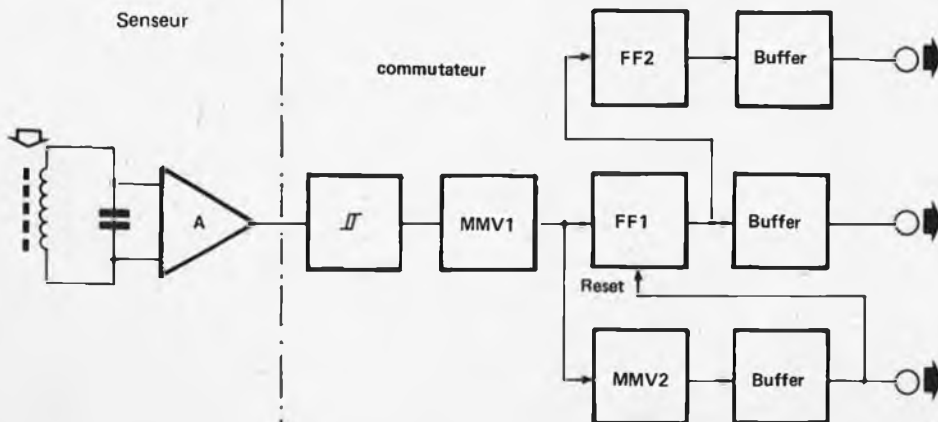 Senseur
commutateur
FF2
Buffer
A
MMV1
FF1
Buffer
Reset
MMV2
Buffer